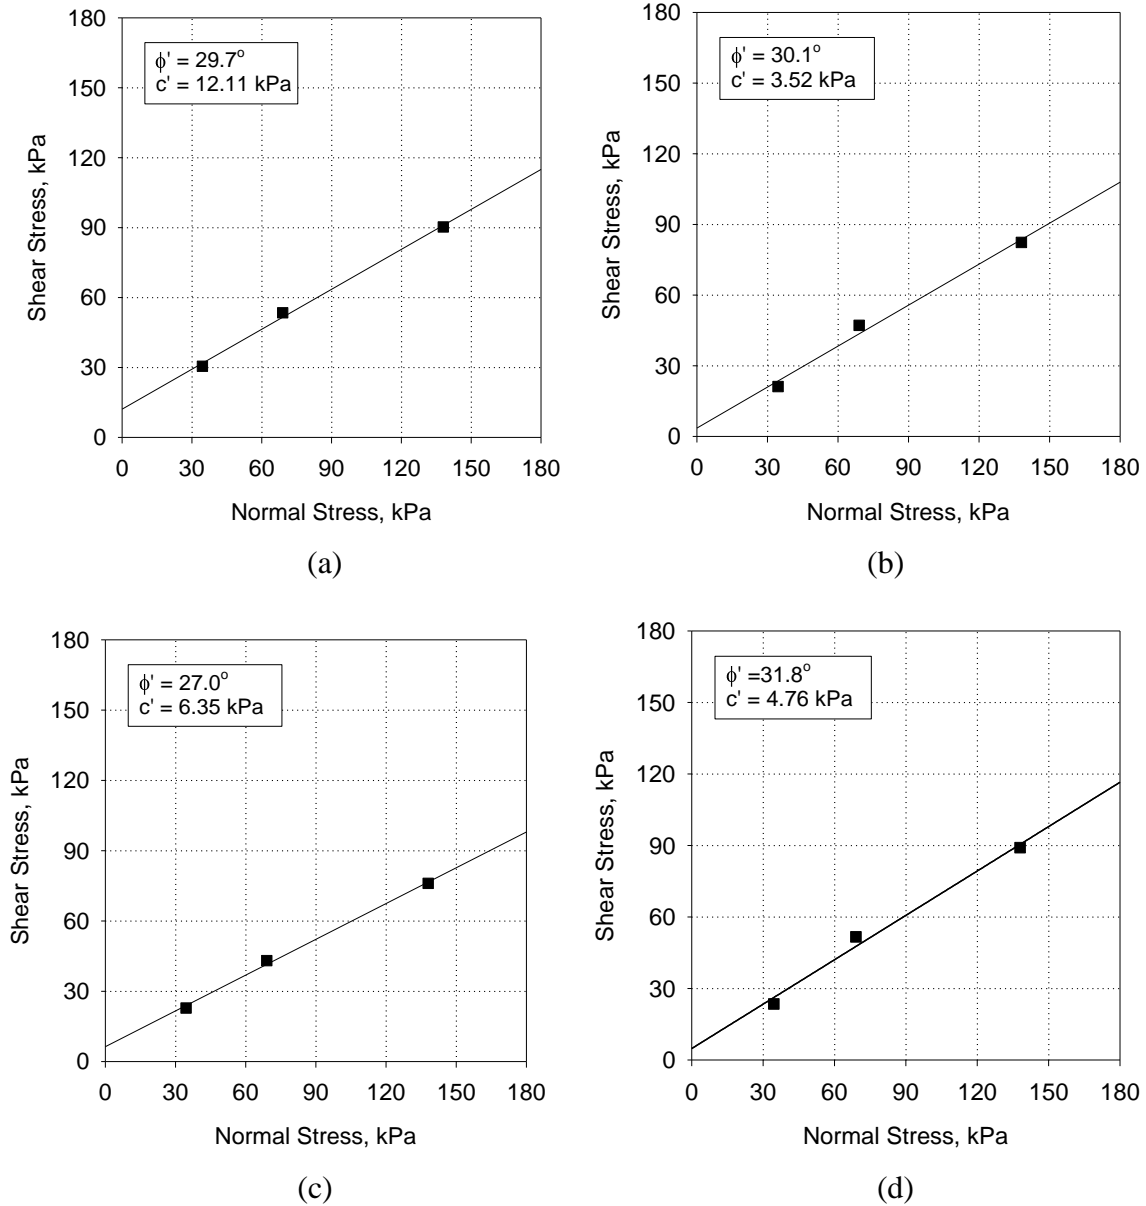 180
150
120
90
60
30
0
Shear Stress, kPa
ϕ' = 29.7°
c' = 12.11 kPa
0 30 60 90 120 150 180
Normal Stress, kPa
(a)
180
150
120
90
60
30
0
Shear Stress, kPa
ϕ' = 30.1°
c' = 3.52 kPa
0 30 60 90 120 150 180
Normal Stress, kPa
(b)
180
150
120
90
60
30
0
Shear Stress, kPa
ϕ' = 27.0°
c' = 6.35 kPa
0 30 60 90 120 150 180
Normal Stress, kPa
(c)
180
150
120
90
60
30
0
Shear Stress, kPa
ϕ' =31.8°
c' = 4.76 kPa
0 30 60 90 120 150 180
Normal Stress, kPa
(d)